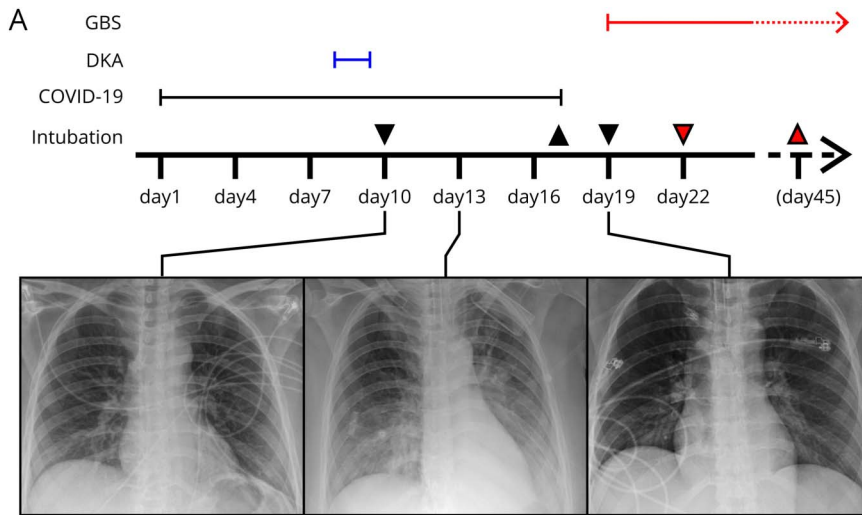 A
GBS
DKA
COVID-19
Intubation
day1 day4 day7 day10 day13 day16 day19 day22 (day45)